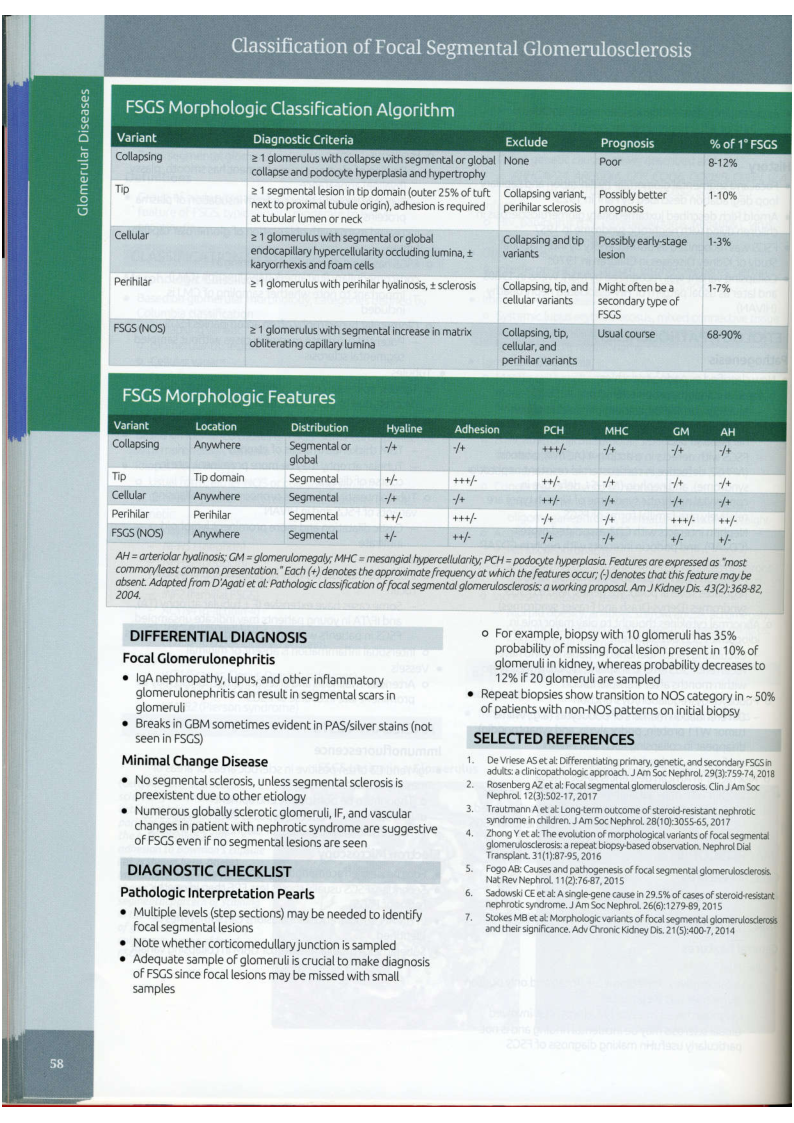 Classification of Focal Segmental Glomerulosclerosis
Glomerular Diseases
FSGS Morphologic Classification Algorithm
Variant Diagnostic Criteria Exclude Prognosis % of 1° FSGS
Collapsing ≥ 1 glomerulus with collapse with segmental or global None Poor 8-12%
collapse and podocyte hyperplasia and hypertrophy
Tip ≥ 1 segmental lesion in tip domain (outer 25% of tuft Collapsing variant, Possibly better 1-10%
next to proximal tubule origin), adhesion is required perihilar sclerosis prognosis
at tubular lumen or neck
Cellular ≥ 1 glomerulus with segmental or global Collapsing and tip Possibly early-stage 1-3%
endocapillary hypercellularity occluding lumina, ± variants lesion
karyorrhexis and foam cells
Perihilar ≥ 1 glomerulus with perihilar hyalinosis, ± sclerosis Collapsing, tip, and Might often be a 1-7%
cellular variants secondary type of
FSGS
FSGS (NOS) ≥ 1 glomerulus with segmental increase in matrix Collapsing, tip, Usual course 68-90%
obliterating capillary lumina cellular, and
perihilar variants
FSGS Morphologic Features
Variant Location Distribution Hyaline Adhesion PCH MHC GM AH
Collapsing Anywhere Segmental or -/+ -/+ +++/- -/+ -/+ -/+
global
Tip Tip domain Segmental +/- +++/- ++/- -/+ -/+ -/+
Cellular Anywhere Segmental -/+ -/+ ++/- -/+ -/+ -/+
Perihilar Perihilar Segmental ++/- +++/- -/+ -/+ +++/- ++/-
FSGS (NOS) Anywhere Segmental +/- ++/- -/+ -/+ +/- +/-
AH = arteriolar hyalinosis; GM = glomerulomegaly; MHC = mesangial hypercellularity; PCH = podocyte hyperplasia. Features are expressed as "most
common/least common presentation." Each (+) denotes the approximate frequency at which the features occur; (-) denotes that this feature may be
absent. Adapted from D'Agati et al: Pathologic classification of focal segmental glomerulosclerosis: a working proposal. Am J Kidney Dis. 43(2):368-82,
2004.
DIFFERENTIAL DIAGNOSIS
Focal Glomerulonephritis
• IgA nephropathy, lupus, and other inflammatory
glomerulonephritis can result in segmental scars in
glomeruli
• Breaks in GBM sometimes evident in PAS/silver stains (not
seen in FSGS)
Minimal Change Disease
• No segmental sclerosis, unless segmental sclerosis is
preexistent due to other etiology
• Numerous globally sclerotic glomeruli, IF, and vascular
changes in patient with nephrotic syndrome are suggestive
of FSGS even if no segmental lesions are seen
DIAGNOSTIC CHECKLIST
Pathologic Interpretation Pearls
• Multiple levels (step sections) may be needed to identify
focal segmental lesions
• Note whether corticomedullary junction is sampled
• Adequate sample of glomeruli is crucial to make diagnosis
of FSGS since focal lesions may be missed with small
samples
o For example, biopsy with 10 glomeruli has 35%
probability of missing focal lesion present in 10% of
glomeruli in kidney, whereas probability decreases to
12% if 20 glomeruli are sampled
• Repeat biopsies show transition to NOS category in ~ 50%
of patients with non-NOS patterns on initial biopsy
SELECTED REFERENCES
1. De Vriese AS et al: Differentiating primary, genetic, and secondary FSGS in
adults: a clinicopathologic approach. J Am Soc Nephrol. 29(3):759-74, 2018
2. Rosenberg AZ et al: Focal segmental glomerulosclerosis. Clin J Am Soc
Nephrol. 12(3):502-17, 2017
3. Trautmann A et al: Long-term outcome of steroid-resistant nephrotic
syndrome in children. J Am Soc Nephrol. 28(10):3055-65, 2017
4. Zhong Y et al: The evolution of morphological variants of focal segmental
glomerulosclerosis: a repeat biopsy-based observation. Nephrol Dial
Transplant. 31(1):87-95, 2016
5. Fogo AB: Causes and pathogenesis of focal segmental glomerulosclerosis.
Nat Rev Nephrol. 11(2):76-87, 2015
6. Sadowski CE et al: A single-gene cause in 29.5% of cases of steroid-resistant
nephrotic syndrome. J Am Soc Nephrol. 26(6):1279-89, 2015
7. Stokes MB et al: Morphologic variants of focal segmental glomerulosclerosis
and their significance. Adv Chronic Kidney Dis. 21(5):400-7, 2014
58